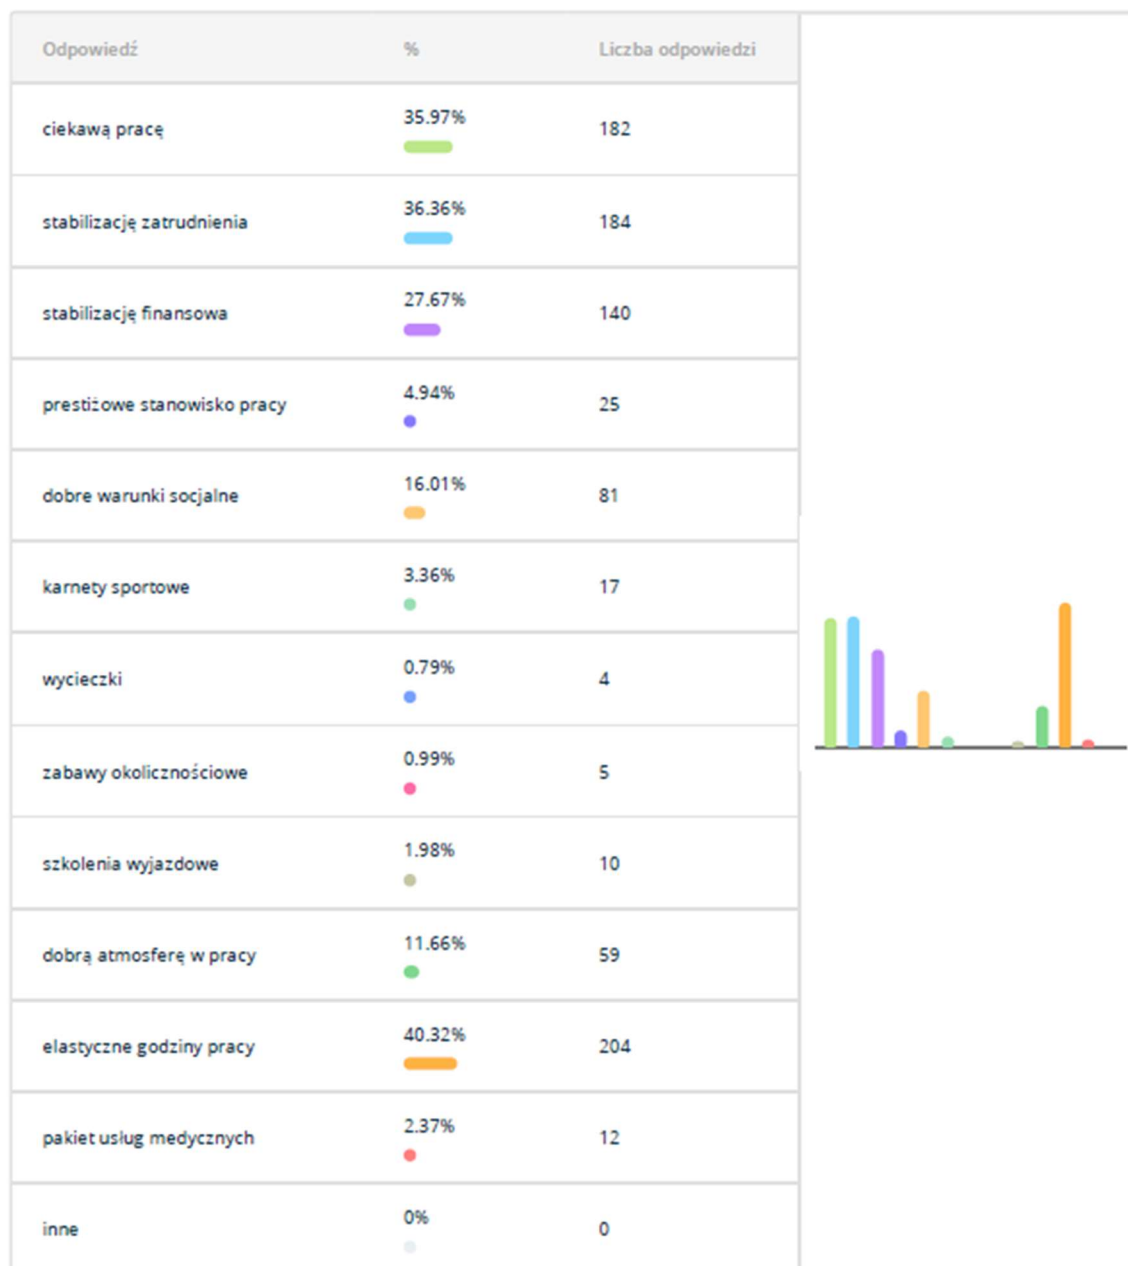 Odpowiedź % Liczba odpowiedzi
ciekawą pracę 35.97% 182
stabilizację zatrudnienia 36.36% 184
stabilizację finansowa 27.67% 140
prestiżowe stanowisko pracy 4.94% 25
dobre warunki socjalne 16.01% 81
karnety sportowe 3.36% 17
wycieczki 0.79% 4
zabawy okolicznościowe 0.99% 5
szkolenia wyjazdowe 1.98% 10
dobrą atmosferę w pracy 11.66% 59
elastyczne godziny pracy 40.32% 204
pakiet usług medycznych 2.37% 12
inne 0% 0